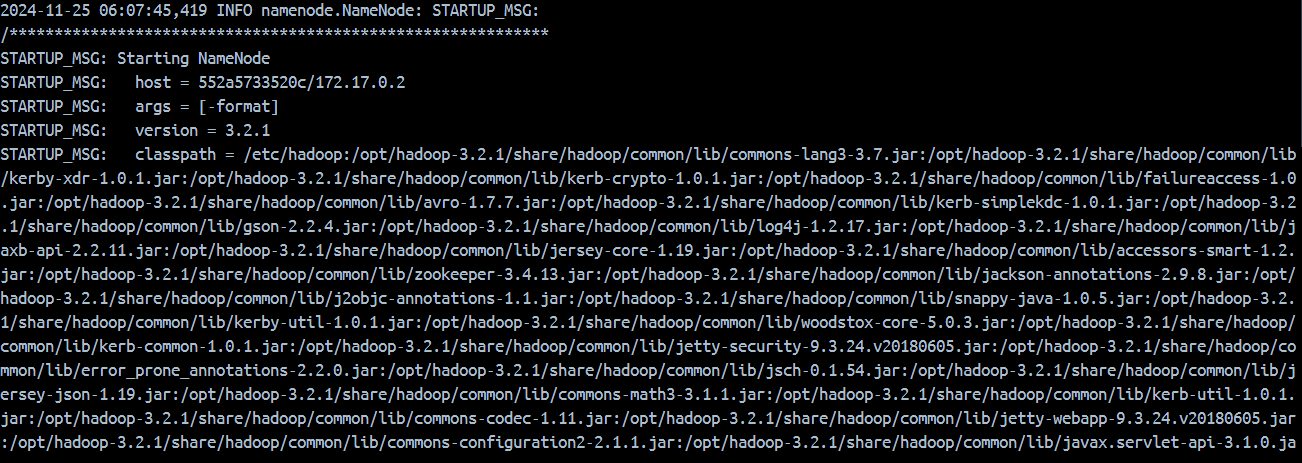 2024-11-25 06:07:45,419 INFO namenode.NameNode: STARTUP_MSG:
/************************************************************
STARTUP_MSG: Starting NameNode
STARTUP_MSG:   host = 552a5733520c/172.17.0.2
STARTUP_MSG:   args = [-format]
STARTUP_MSG:   version = 3.2.1
STARTUP_MSG:   classpath = /etc/hadoop:/opt/hadoop-3.2.1/share/hadoop/common/lib/commons-lang3-3.7.jar:/opt/hadoop-3.2.1/share/hadoop/common/lib
/kerby-xdr-1.0.1.jar:/opt/hadoop-3.2.1/share/hadoop/common/lib/kerb-crypto-1.0.1.jar:/opt/hadoop-3.2.1/share/hadoop/common/lib/failureaccess-1.0
.jar:/opt/hadoop-3.2.1/share/hadoop/common/lib/avro-1.7.7.jar:/opt/hadoop-3.2.1/share/hadoop/common/lib/kerb-simplekdc-1.0.1.jar:/opt/hadoop-3.2
.1/share/hadoop/common/lib/gson-2.2.4.jar:/opt/hadoop-3.2.1/share/hadoop/common/lib/log4j-1.2.17.jar:/opt/hadoop-3.2.1/share/hadoop/common/lib/j
axb-api-2.2.11.jar:/opt/hadoop-3.2.1/share/hadoop/common/lib/jersey-core-1.19.jar:/opt/hadoop-3.2.1/share/hadoop/common/lib/accessors-smart-1.2.
jar:/opt/hadoop-3.2.1/share/hadoop/common/lib/zookeeper-3.4.13.jar:/opt/hadoop-3.2.1/share/hadoop/common/lib/jackson-annotations-2.9.8.jar:/opt/
hadoop-3.2.1/share/hadoop/common/lib/j2objc-annotations-1.1.jar:/opt/hadoop-3.2.1/share/hadoop/common/lib/snappy-java-1.0.5.jar:/opt/hadoop-3.2.
1/share/hadoop/common/lib/kerby-util-1.0.1.jar:/opt/hadoop-3.2.1/share/hadoop/common/lib/woodstox-core-5.0.3.jar:/opt/hadoop-3.2.1/share/hadoop/
common/lib/kerb-common-1.0.1.jar:/opt/hadoop-3.2.1/share/hadoop/common/lib/jetty-security-9.3.24.v20180605.jar:/opt/hadoop-3.2.1/share/hadoop/co
mmon/lib/error_prone_annotations-2.2.0.jar:/opt/hadoop-3.2.1/share/hadoop/common/lib/jsch-0.1.54.jar:/opt/hadoop-3.2.1/share/hadoop/common/lib/j
ersey-json-1.19.jar:/opt/hadoop-3.2.1/share/hadoop/common/lib/commons-math3-3.1.1.jar:/opt/hadoop-3.2.1/share/hadoop/common/lib/kerb-util-1.0.1.
jar:/opt/hadoop-3.2.1/share/hadoop/common/lib/commons-codec-1.11.jar:/opt/hadoop-3.2.1/share/hadoop/common/lib/jetty-webapp-9.3.24.v20180605.jar
:/opt/hadoop-3.2.1/share/hadoop/common/lib/commons-configuration2-2.1.1.jar:/opt/hadoop-3.2.1/share/hadoop/common/lib/javax.servlet-api-3.1.0.ja